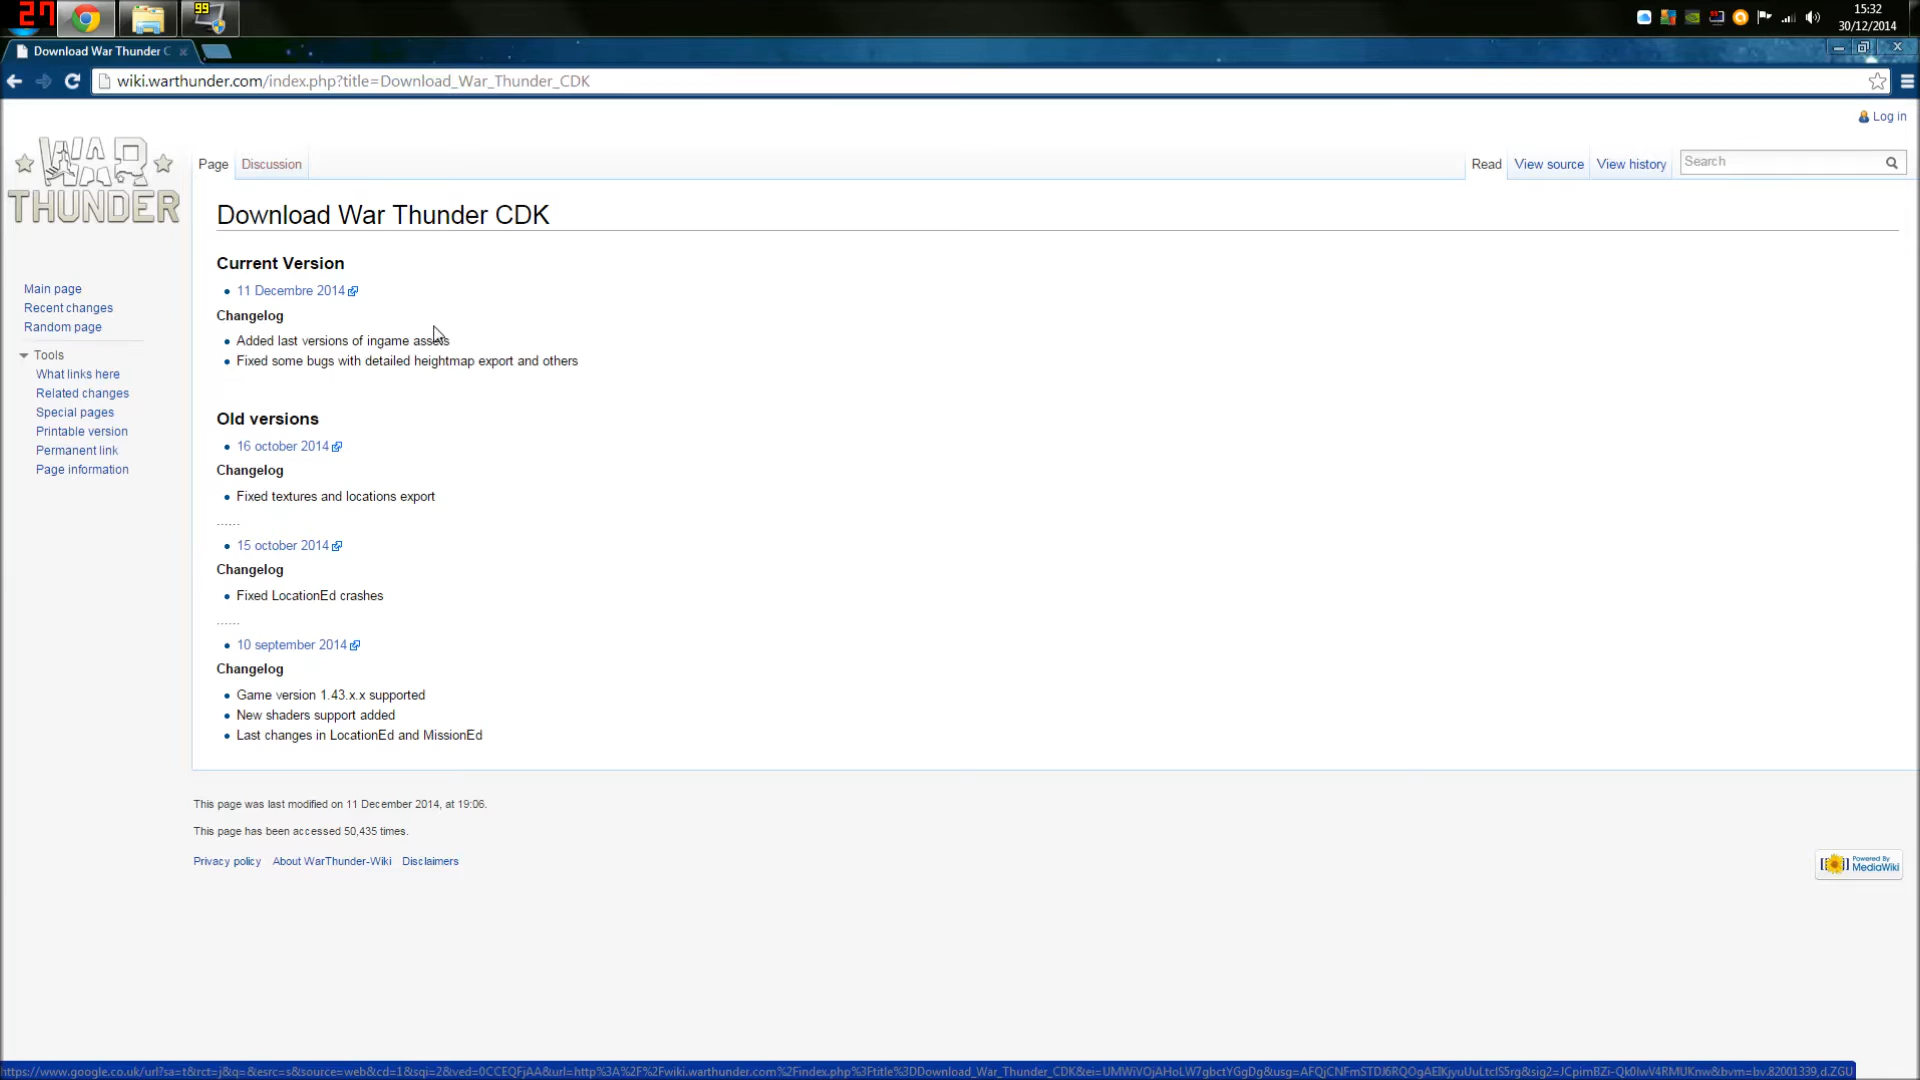 27
99
15:32
30/12/2014
Download War Thunder C
wiki.warthunder.com/index.php?title=Download_War_Thunder_CDK
Log in
WAR
THUNDER
Page
Discussion
Read
View source
View history
Search
Download War Thunder CDK
Current Version
11 Decembre 2014
Changelog
Added last versions of ingame assets
Fixed some bugs with detailed heightmap export and others
Main page
Recent changes
Random page
Tools
What links here
Related changes
Special pages
Printable version
Permanent link
Page information
Old versions
16 october 2014
Changelog
Fixed textures and locations export
......
15 october 2014
Changelog
Fixed LocationEd crashes
......
10 september 2014
Changelog
Game version 1.43.x.x supported
New shaders support added
Last changes in LocationEd and MissionEd
This page was last modified on 11 December 2014, at 19:06.
This page has been accessed 50,435 times.
Privacy policy About WarThunder-Wiki Disclaimers
Powered By
MediaWiki